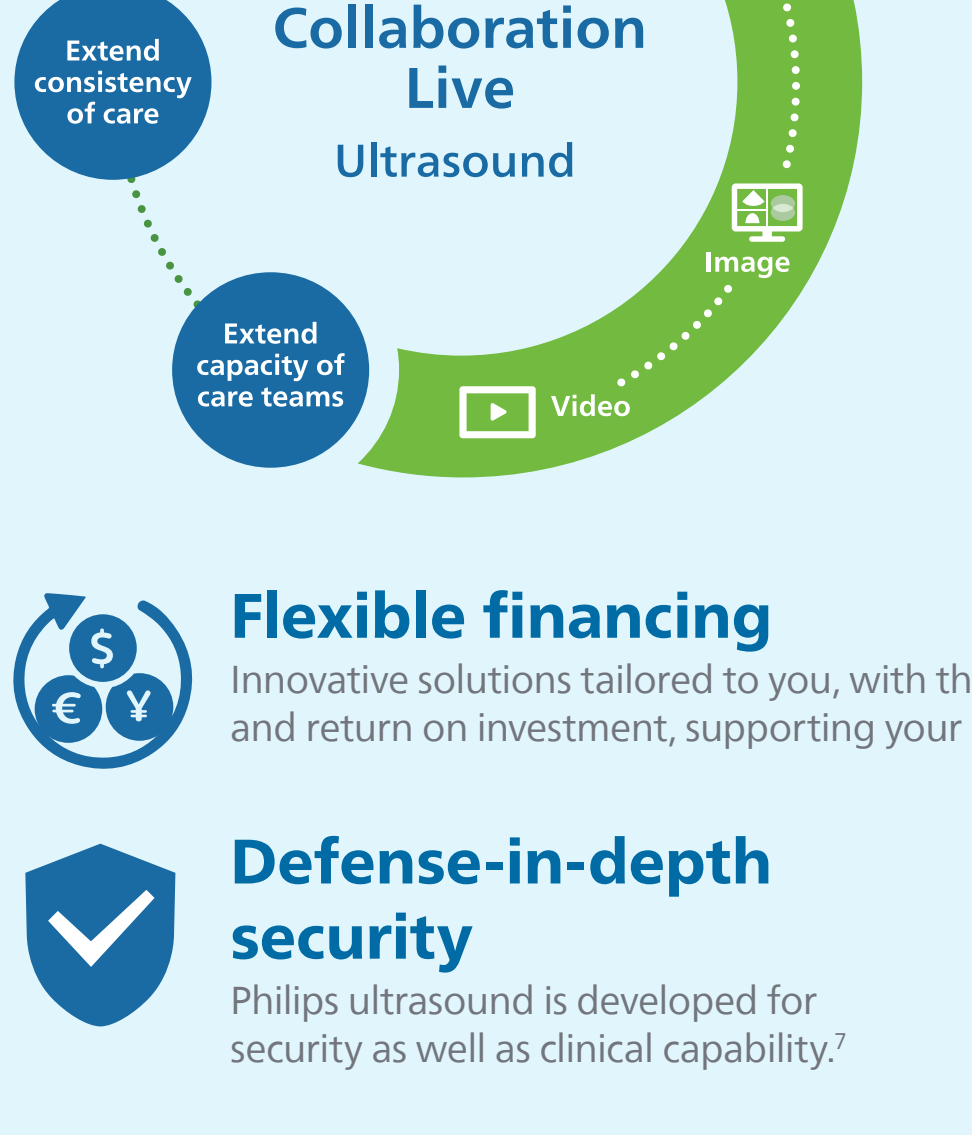 Collaboration
Live
Ultrasound
Extend
consistency
of care
Image
Extend
capacity of
care teams
Video
$
€ ¥
Flexible financing
Innovative solutions tailored to you, with
and return on investment, supporting your
Defense-in-depth
security
Philips ultrasound is developed for
security as well as clinical capability.⁷